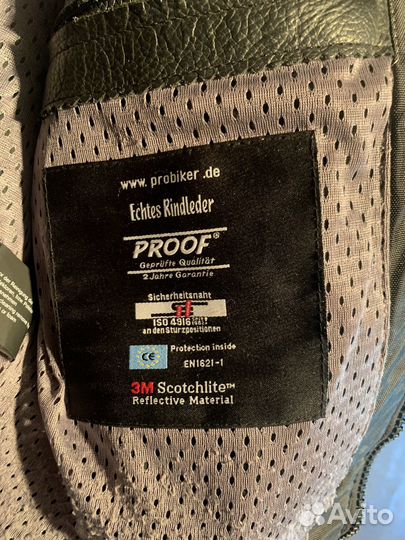 www.probiker.de
Echtes Rindleder
PROOF®
Geprüfte Qualität
2 Jahre Garantie
Sicherheitsnaht
ISO 4916
an den Sturzpositionen
CE
Protection inside
EN1621-1
3M Scotchlite™
Reflective Material
Avito